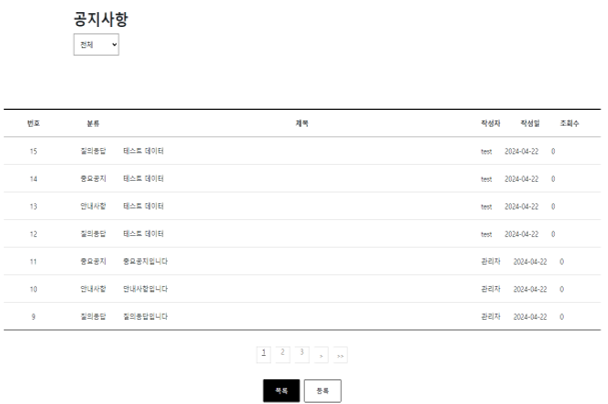 공지사항
전체
번호 분류 제목 작성자 작성일 조회수
15 질의응답 테스트 데이터 test 2024-04-22 0
14 중요공지 테스트 데이터 test 2024-04-22 0
13 안내사항 테스트 데이터 test 2024-04-22 0
12 질의응답 테스트 데이터 test 2024-04-22 0
11 중요공지 중요공지입니다 관리자 2024-04-22 0
10 안내사항 안내사항입니다 관리자 2024-04-22 0
9 질의응답 질의응답입니다 관리자 2024-04-22 0
1 2 3 > >>
목록 등록